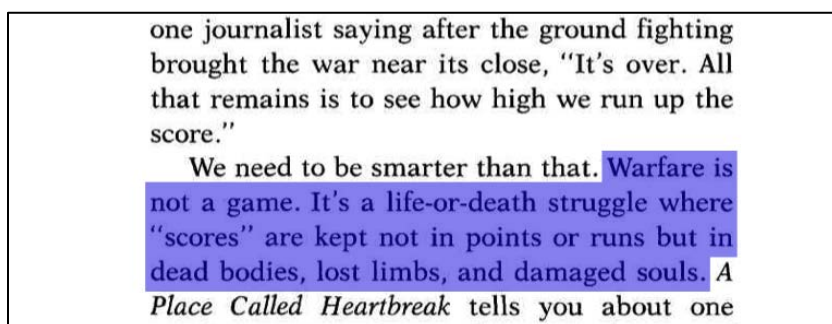 one journalist saying after the ground fighting
brought the war near its close, “It’s over. All
that remains is to see how high we run up the
score.”
We need to be smarter than that. Warfare is
not a game. It’s a life-or-death struggle where
“scores” are kept not in points or runs but in
dead bodies, lost limbs, and damaged souls. A
Place Called Heartbreak tells you about one